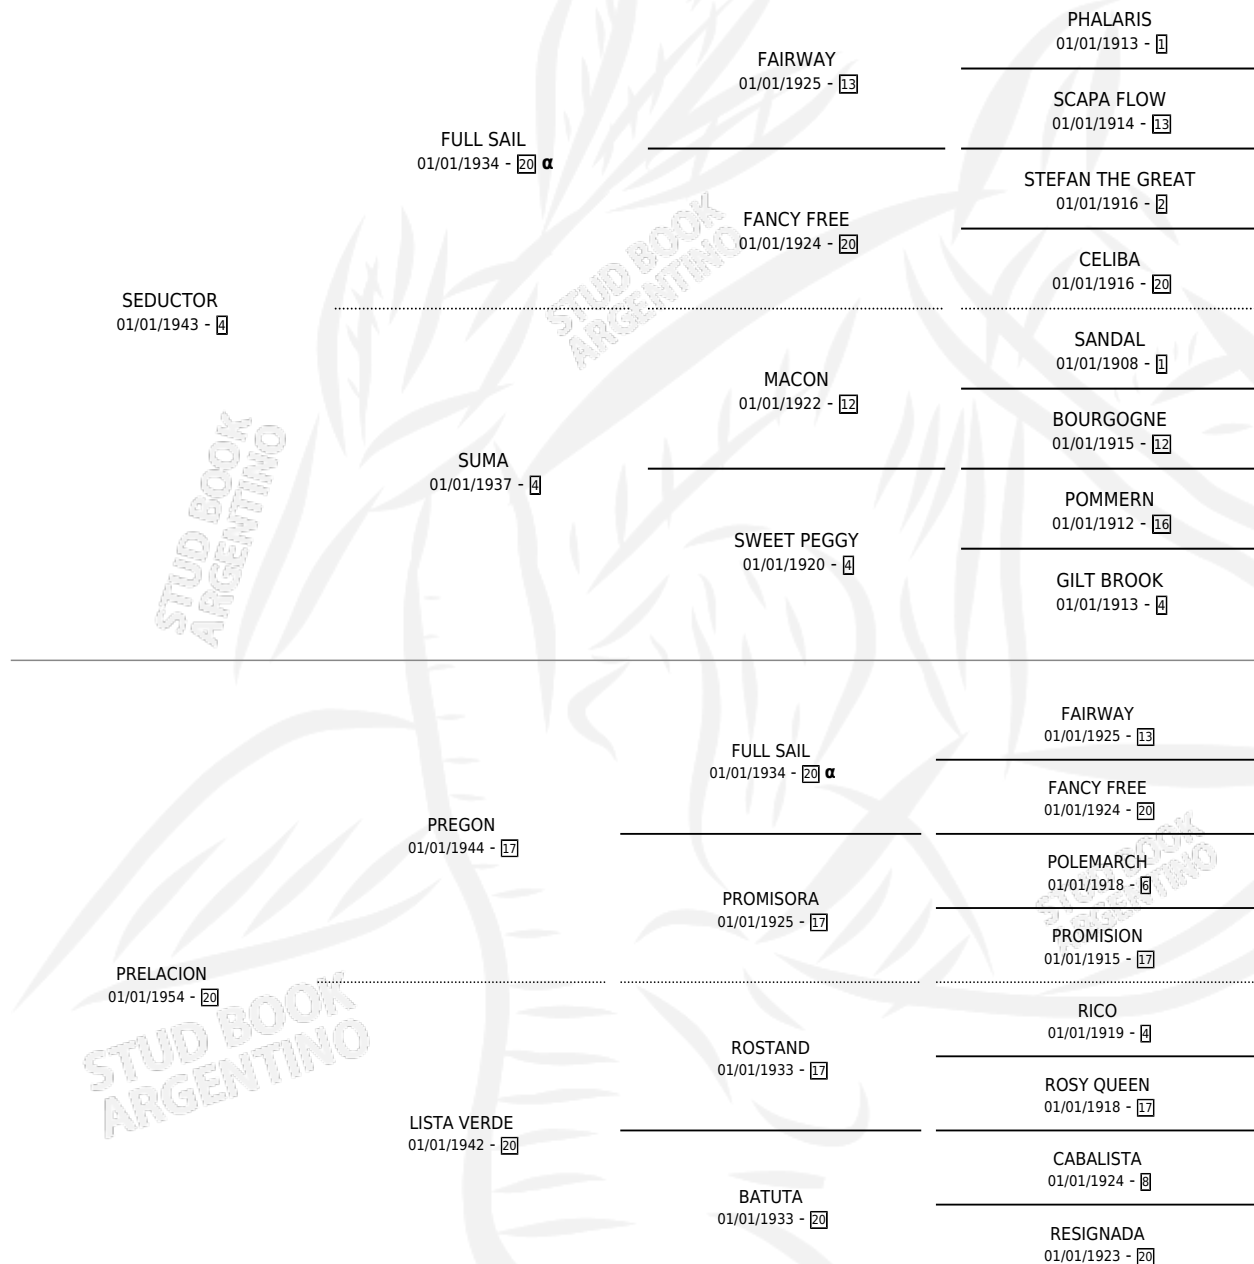 PHALARIS
01/01/1913 - 1
FAIRWAY
01/01/1925 - 13
SCAPA FLOW
01/01/1914 - 13
FULL SAIL
01/01/1934 - 20 α
STEFAN THE GREAT
01/01/1916 - 2
FANCY FREE
01/01/1924 - 20
CELIBA
01/01/1916 - 20
SEDUCTOR
01/01/1943 - 4
STUD BOOK
ARGENTINO
SANDAL
01/01/1908 - 1
MACON
01/01/1922 - 12
BOURGOGNE
01/01/1915 - 12
SUMA
01/01/1937 - 4
STUD BOOK
ARGENTINO
POMMERN
01/01/1912 - 16
SWEET PEGGY
01/01/1920 - 4
GILT BROOK
01/01/1913 - 4
FAIRWAY
01/01/1925 - 13
FULL SAIL
01/01/1934 - 20 α
FANCY FREE
01/01/1924 - 20
PREGON
01/01/1944 - 17
POLEMARCH
01/01/1918 - 6
STUD BOOK
ARGENTINO
PROMISORA
01/01/1925 - 17
PROMISION
01/01/1915 - 17
PRELACION
01/01/1954 - 20
STUD BOOK
ARGENTINO
RICO
01/01/1919 - 4
ROSTAND
01/01/1933 - 17
ROSY QUEEN
01/01/1918 - 17
LISTA VERDE
01/01/1942 - 20
CABALISTA
01/01/1924 - 8
BATUTA
01/01/1933 - 20
RESIGNADA
01/01/1923 - 20